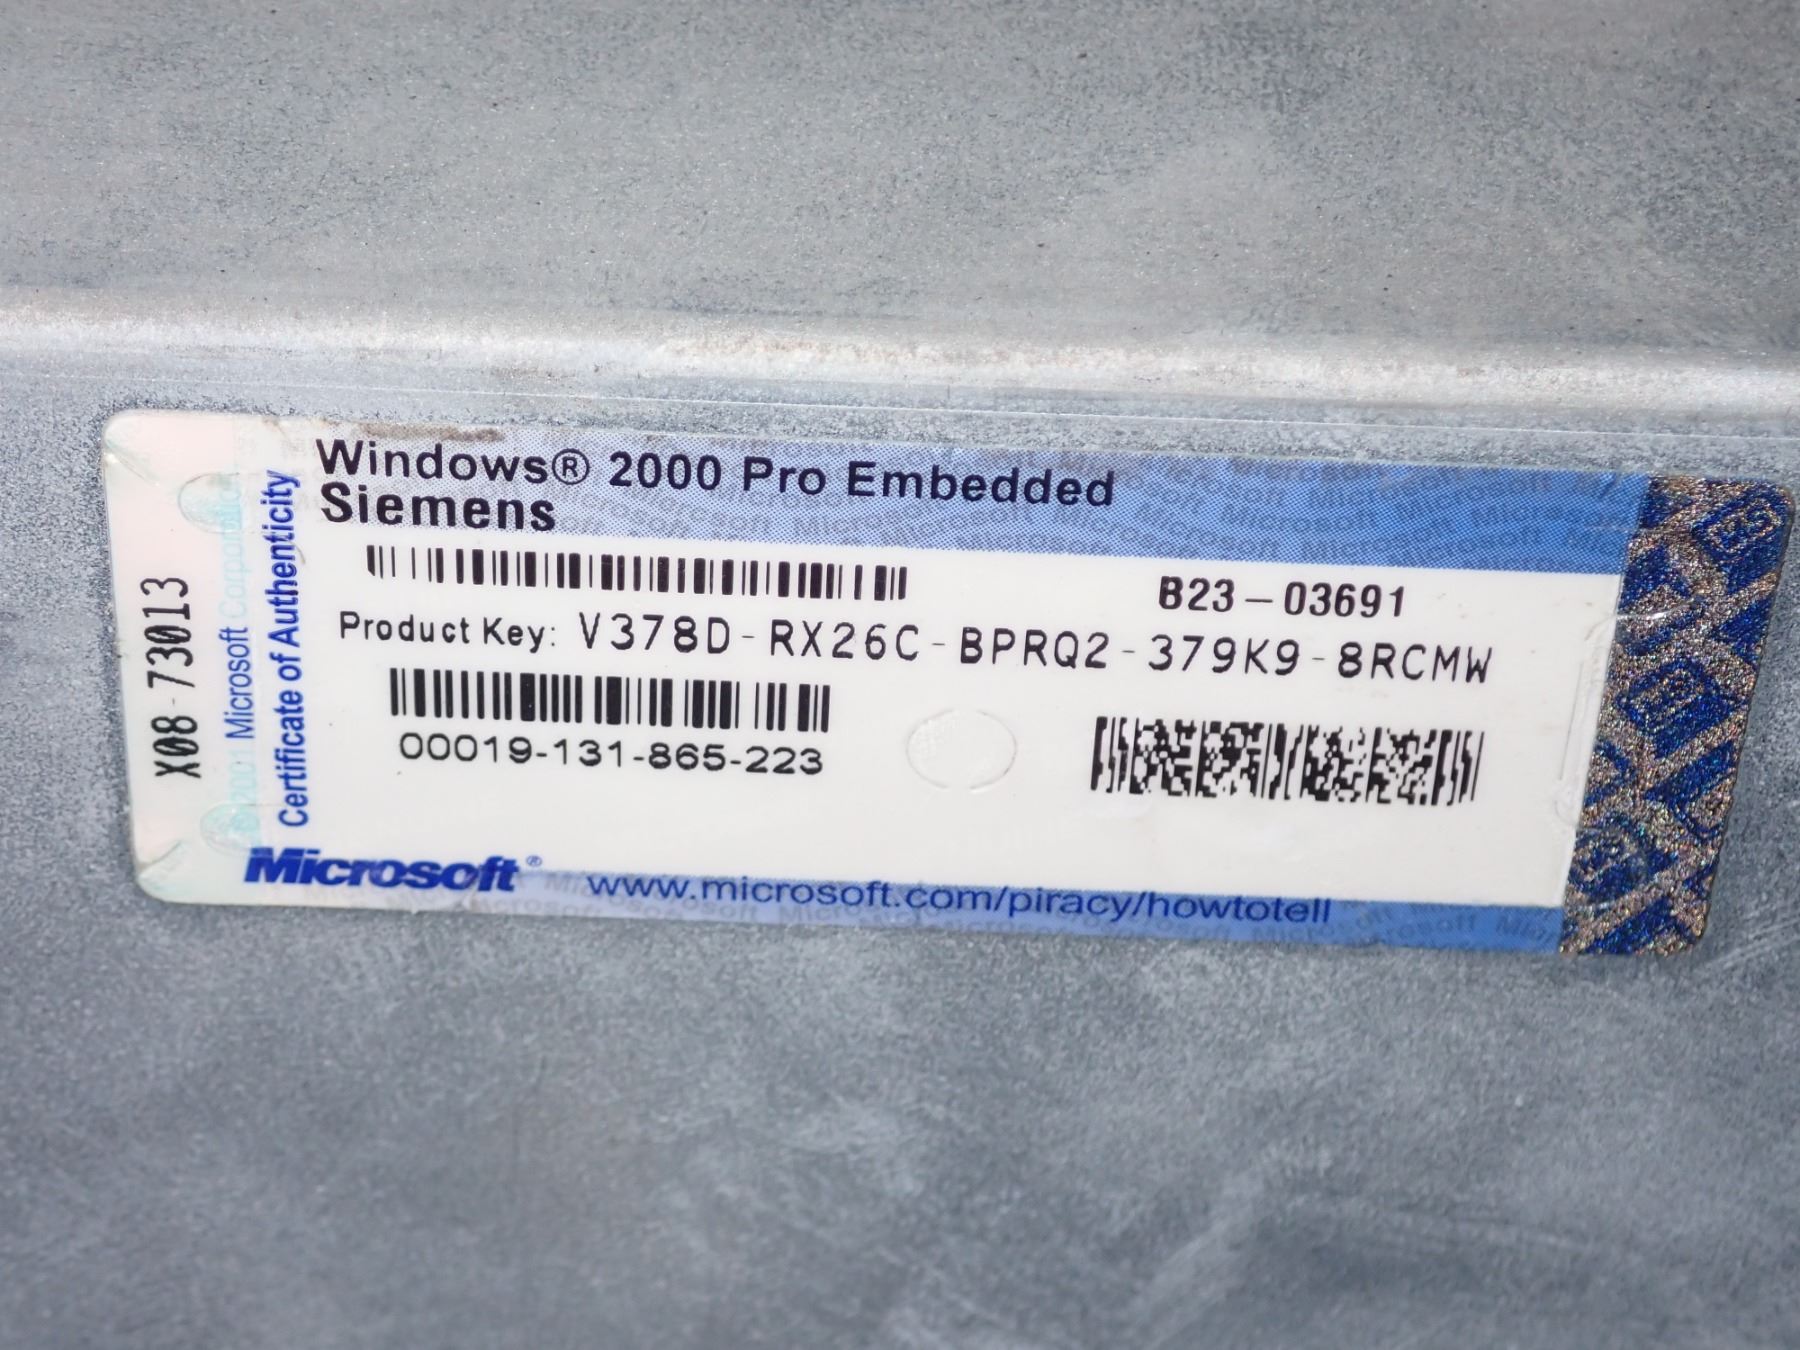 Windows® 2000 Pro Embedded
Siemens
B23-03691
Product Key: V378D-RX26C-BPRQ2-379K9-8RCMW
00019-131-865-223
X08-73013
©2001 Microsoft Corporation
Certificate of Authenticity
Microsoft®
www.microsoft.com/piracy/howtotell